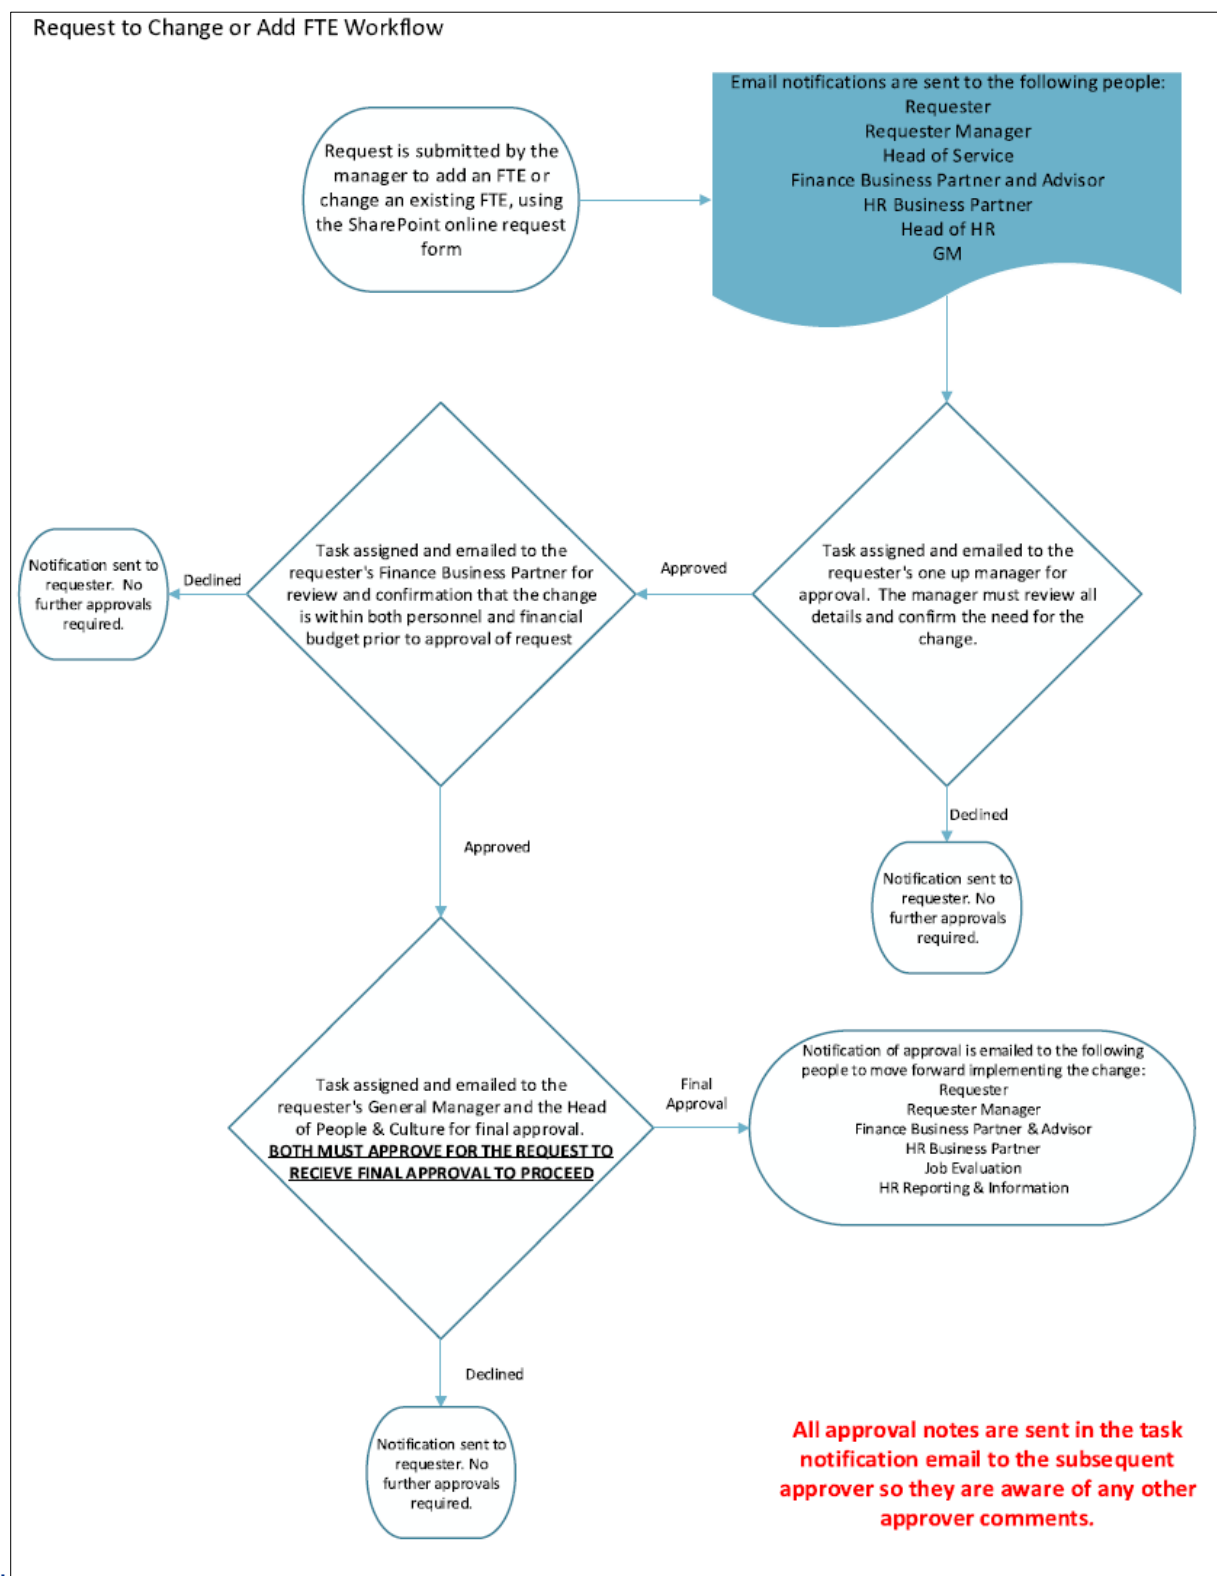 Request to Change or Add FTE Workflow
Request is submitted by the
manager to add an FTE or
change an existing FTE, using
the SharePoint online request
form
Email notifications are sent to the following people:
Requester
Requester Manager
Head of Service
Finance Business Partner and Advisor
HR Business Partner
Head of HR
GM
Task assigned and emailed to the
requester's one up manager for
approval. The manager must review all
details and confirm the need for the
change.
Approved
Declined
Notification sent to
requester. No
further approvals
required.
Task assigned and emailed to the
requester's Finance Business Partner for
review and confirmation that the change
is within both personnel and financial
budget prior to approval of request
Declined
Notification sent to
requester. No
further approvals
required.
Approved
Task assigned and emailed to the
requester's General Manager and the Head
of People & Culture for final approval.
BOTH MUST APPROVE FOR THE REQUEST TO
RECIEVE FINAL APPROVAL TO PROCEED
Final
Approval
Notification of approval is emailed to the following
people to move forward implementing the change:
Requester
Requester Manager
Finance Business Partner & Advisor
HR Business Partner
Job Evaluation
HR Reporting & Information
Declined
Notification sent to
requester. No
further approvals
required.
All approval notes are sent in the task
notification email to the subsequent
approver so they are aware of any other
approver comments.